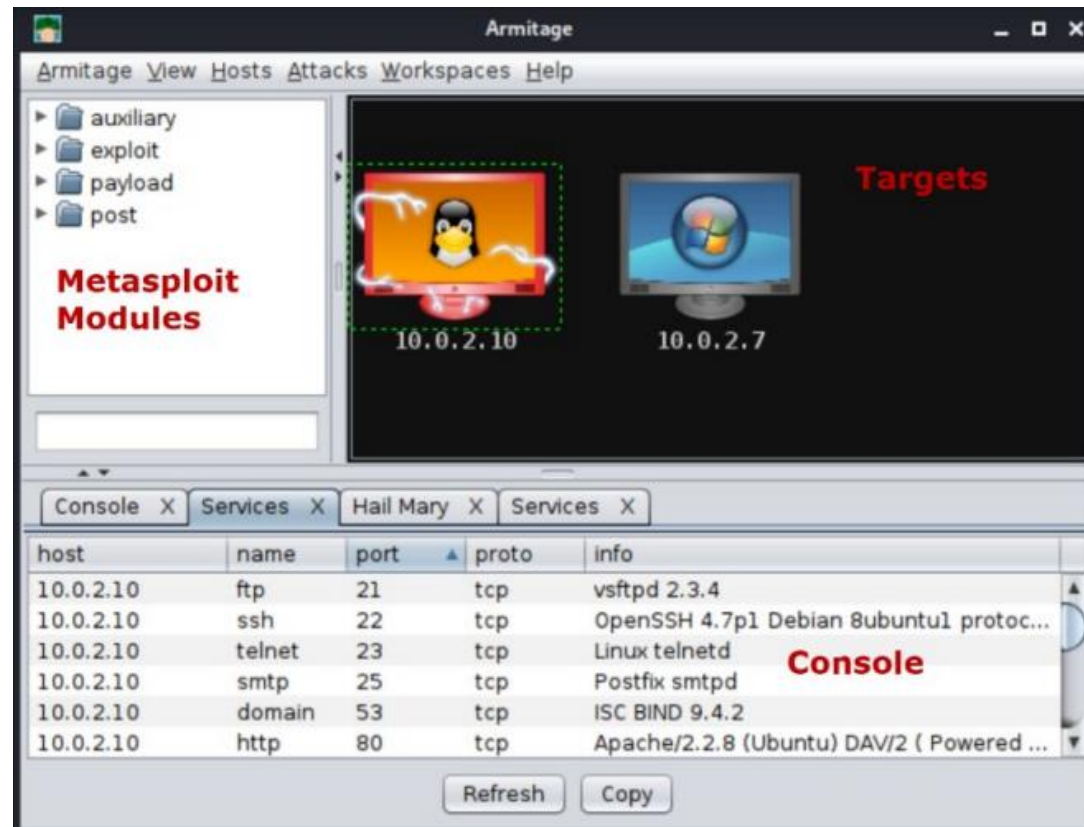 Armitage
Armitage View Hosts Attacks Workspaces Help
auxiliary
exploit
payload
post
Metasploit
Modules
Targets
10.0.2.10
10.0.2.7
Console X Services X Hail Mary X Services X
host name port proto info
10.0.2.10 ftp 21 tcp vsftpd 2.3.4
10.0.2.10 ssh 22 tcp OpenSSH 4.7p1 Debian 8ubuntu1 protoc...
10.0.2.10 telnet 23 tcp Linux telnetd
Console
10.0.2.10 smtp 25 tcp Postfix smtpd
10.0.2.10 domain 53 tcp ISC BIND 9.4.2
10.0.2.10 http 80 tcp Apache/2.2.8 (Ubuntu) DAV/2 ( Powered ...
Refresh Copy